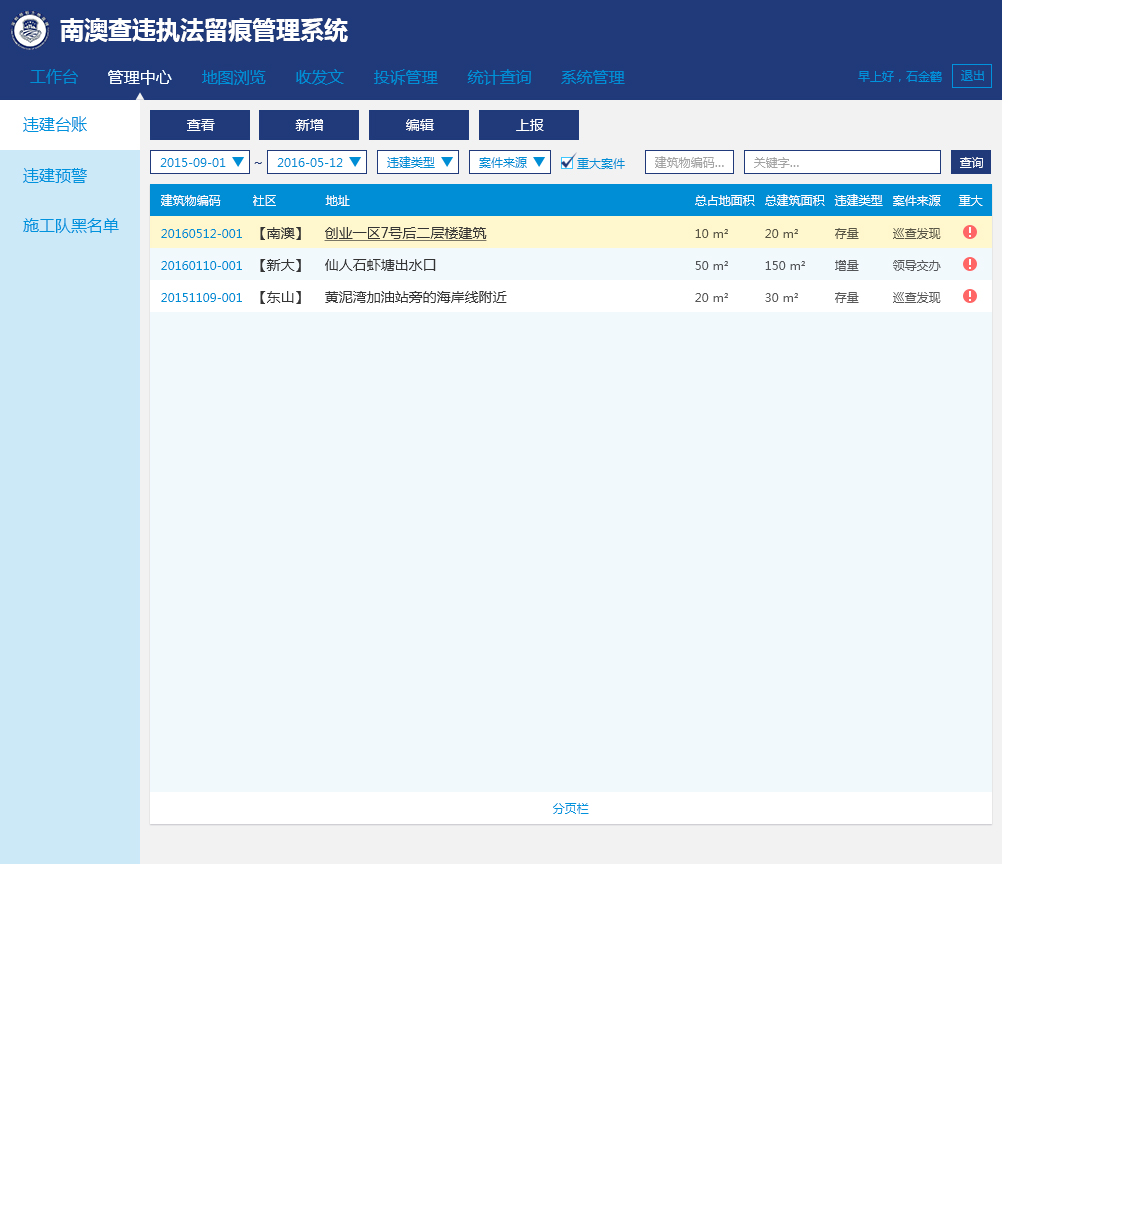 南澳查违执法留痕管理系统
工作台 管理中心 地图浏览 收发文 投诉管理 统计查询 系统管理 早上好，石金鹤 退出
违建台账
违建预警
施工队黑名单
查看 新增 编辑 上报
2015-09-01 ~ 2016-05-12 违建类型 案件来源 重大案件 建筑物编码... 关键字... 查询
建筑物编码 社区 地址 总占地面积 总建筑面积 违建类型 案件来源 重大
20160512-001 【南澳】 创业一区7号后二层楼建筑 10 m² 20 m² 存量 巡查发现
20160110-001 【新大】 仙人石虾塘出水口 50 m² 150 m² 增量 领导交办
20151109-001 【东山】 黄泥湾加油站旁的海岸线附近 20 m² 30 m² 存量 巡查发现
分页栏